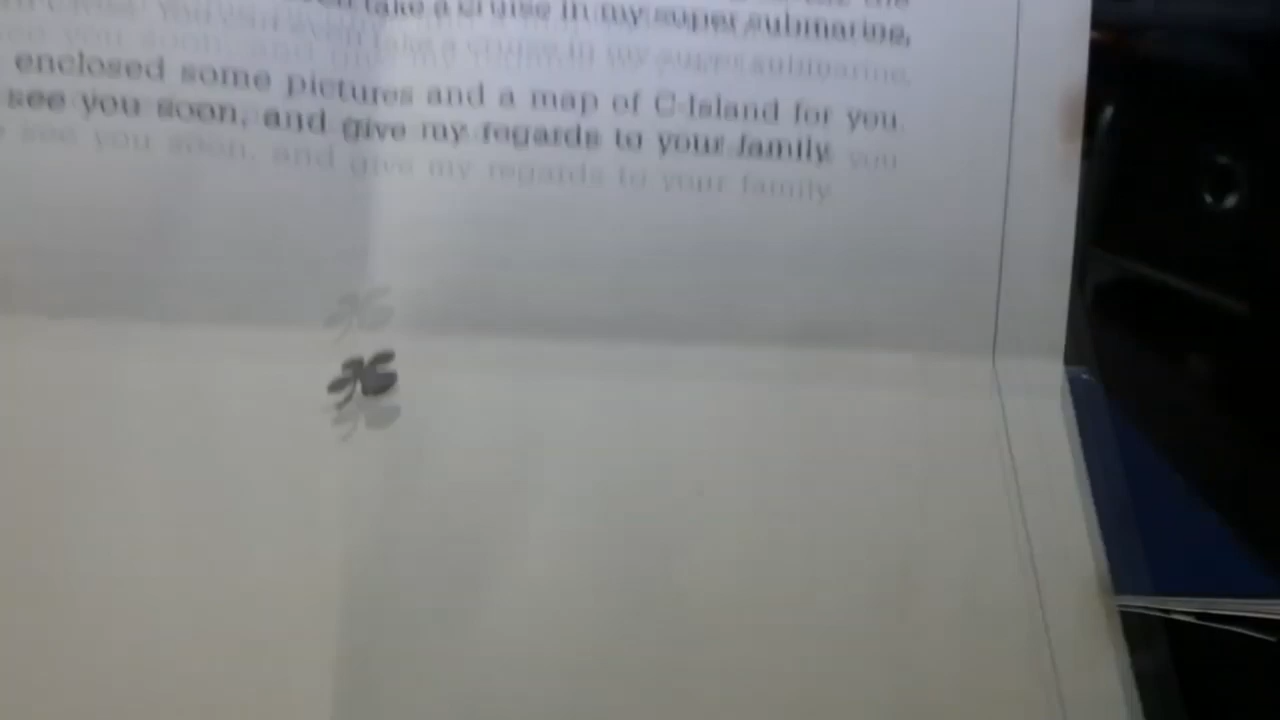 take a cruise in my super submarine,
enclosed some pictures and a map of C-Island for you.
see you soon, and give my regards to your family.